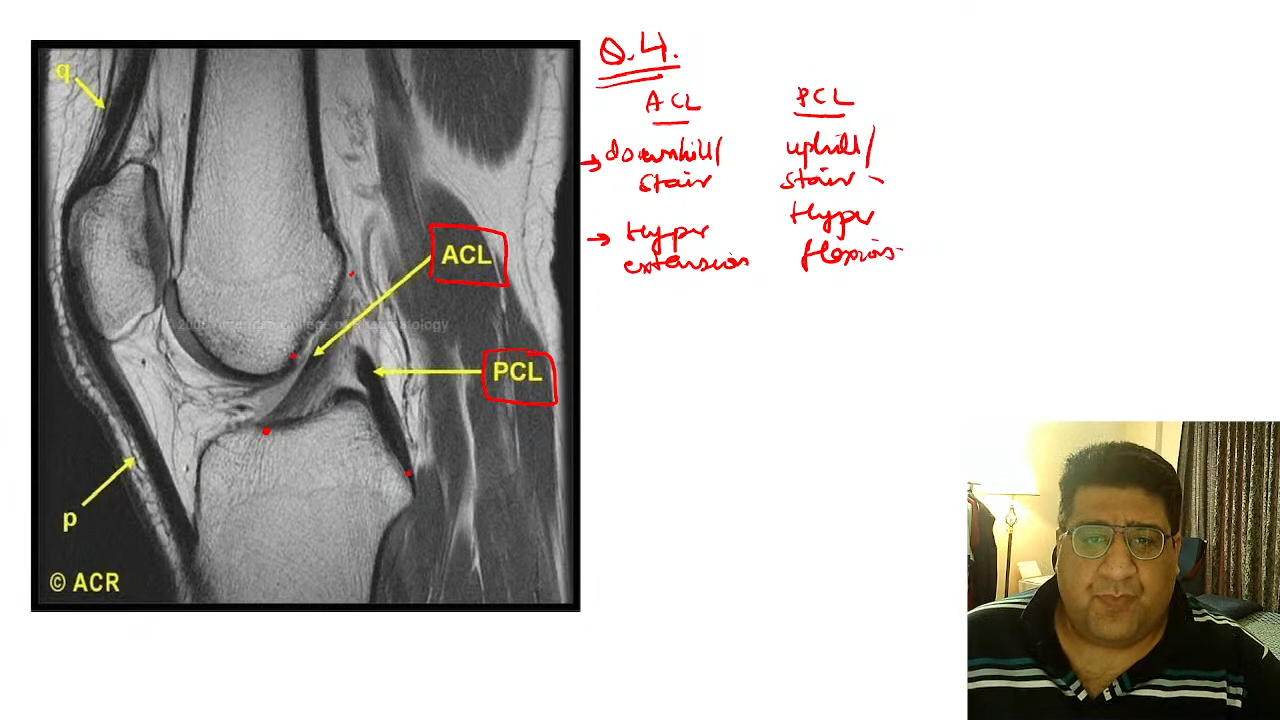 q
Q.4.
ACL PCL
downhill/ uphill/
stair stair
Hyper Hyper
extension flexion
ACL
PCL
p
© ACR